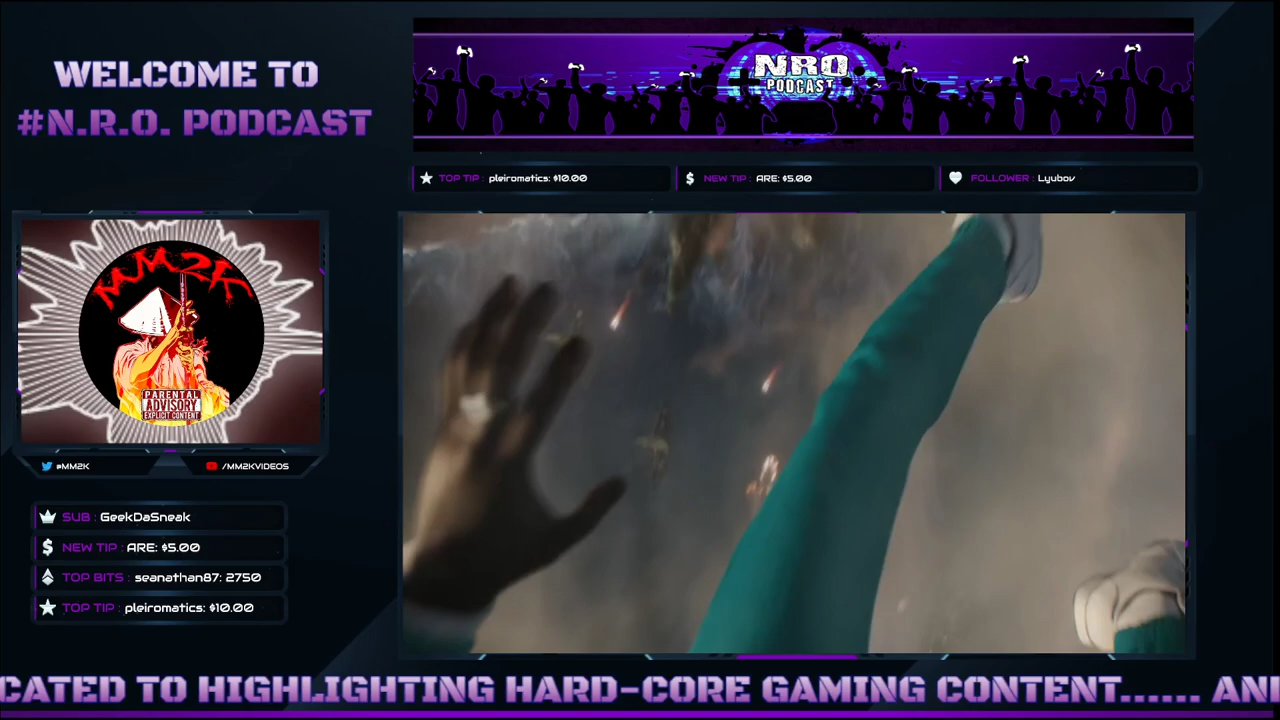 WELCOME TO
#N.R.O. PODCAST
NRO
PODCAST
TOP TIP : pleiromatics: $10.00
NEW TIP : ARE: $5.00
FOLLOWER : Lyubov
MM2K
PARENTAL
ADVISORY
EXPLICIT CONTENT
@MM2K
/MM2KVIDEOS
SUB : GeekDaSneak
NEW TIP : ARE: $5.00
TOP BITS : seanathan87: 2750
TOP TIP : pleiromatics: $10.00
CATED TO HIGHLIGHTING HARD-CORE GAMING CONTENT...... AN